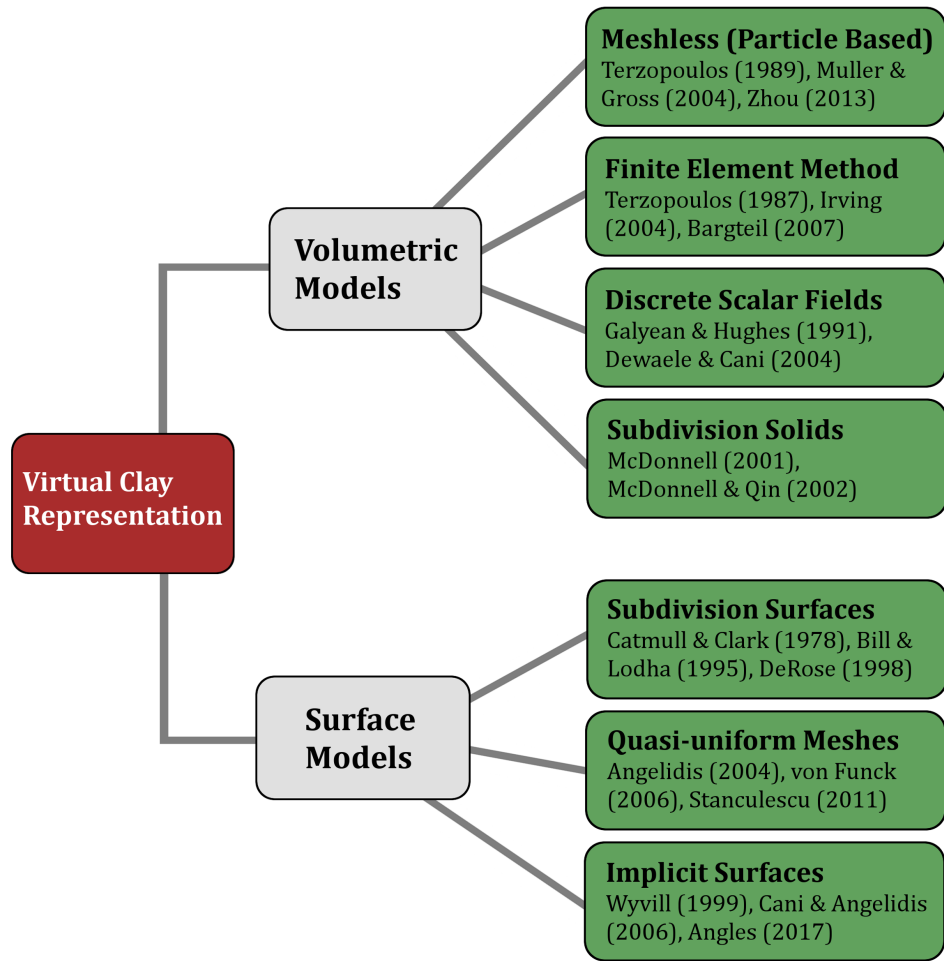 Virtual Clay
Representation
Volumetric
Models
Meshless (Particle Based)
Terzopoulos (1989), Muller &
Gross (2004), Zhou (2013)
Finite Element Method
Terzopoulos (1987), Irving
(2004), Bargteil (2007)
Discrete Scalar Fields
Galyean & Hughes (1991),
Dewaele & Cani (2004)
Subdivision Solids
McDonnell (2001),
McDonnell & Qin (2002)
Surface
Models
Subdivision Surfaces
Catmull & Clark (1978), Bill &
Lodha (1995), DeRose (1998)
Quasi-uniform Meshes
Angelidis (2004), von Funck
(2006), Stanculescu (2011)
Implicit Surfaces
Wyvill (1999), Cani & Angelidis
(2006), Angles (2017)